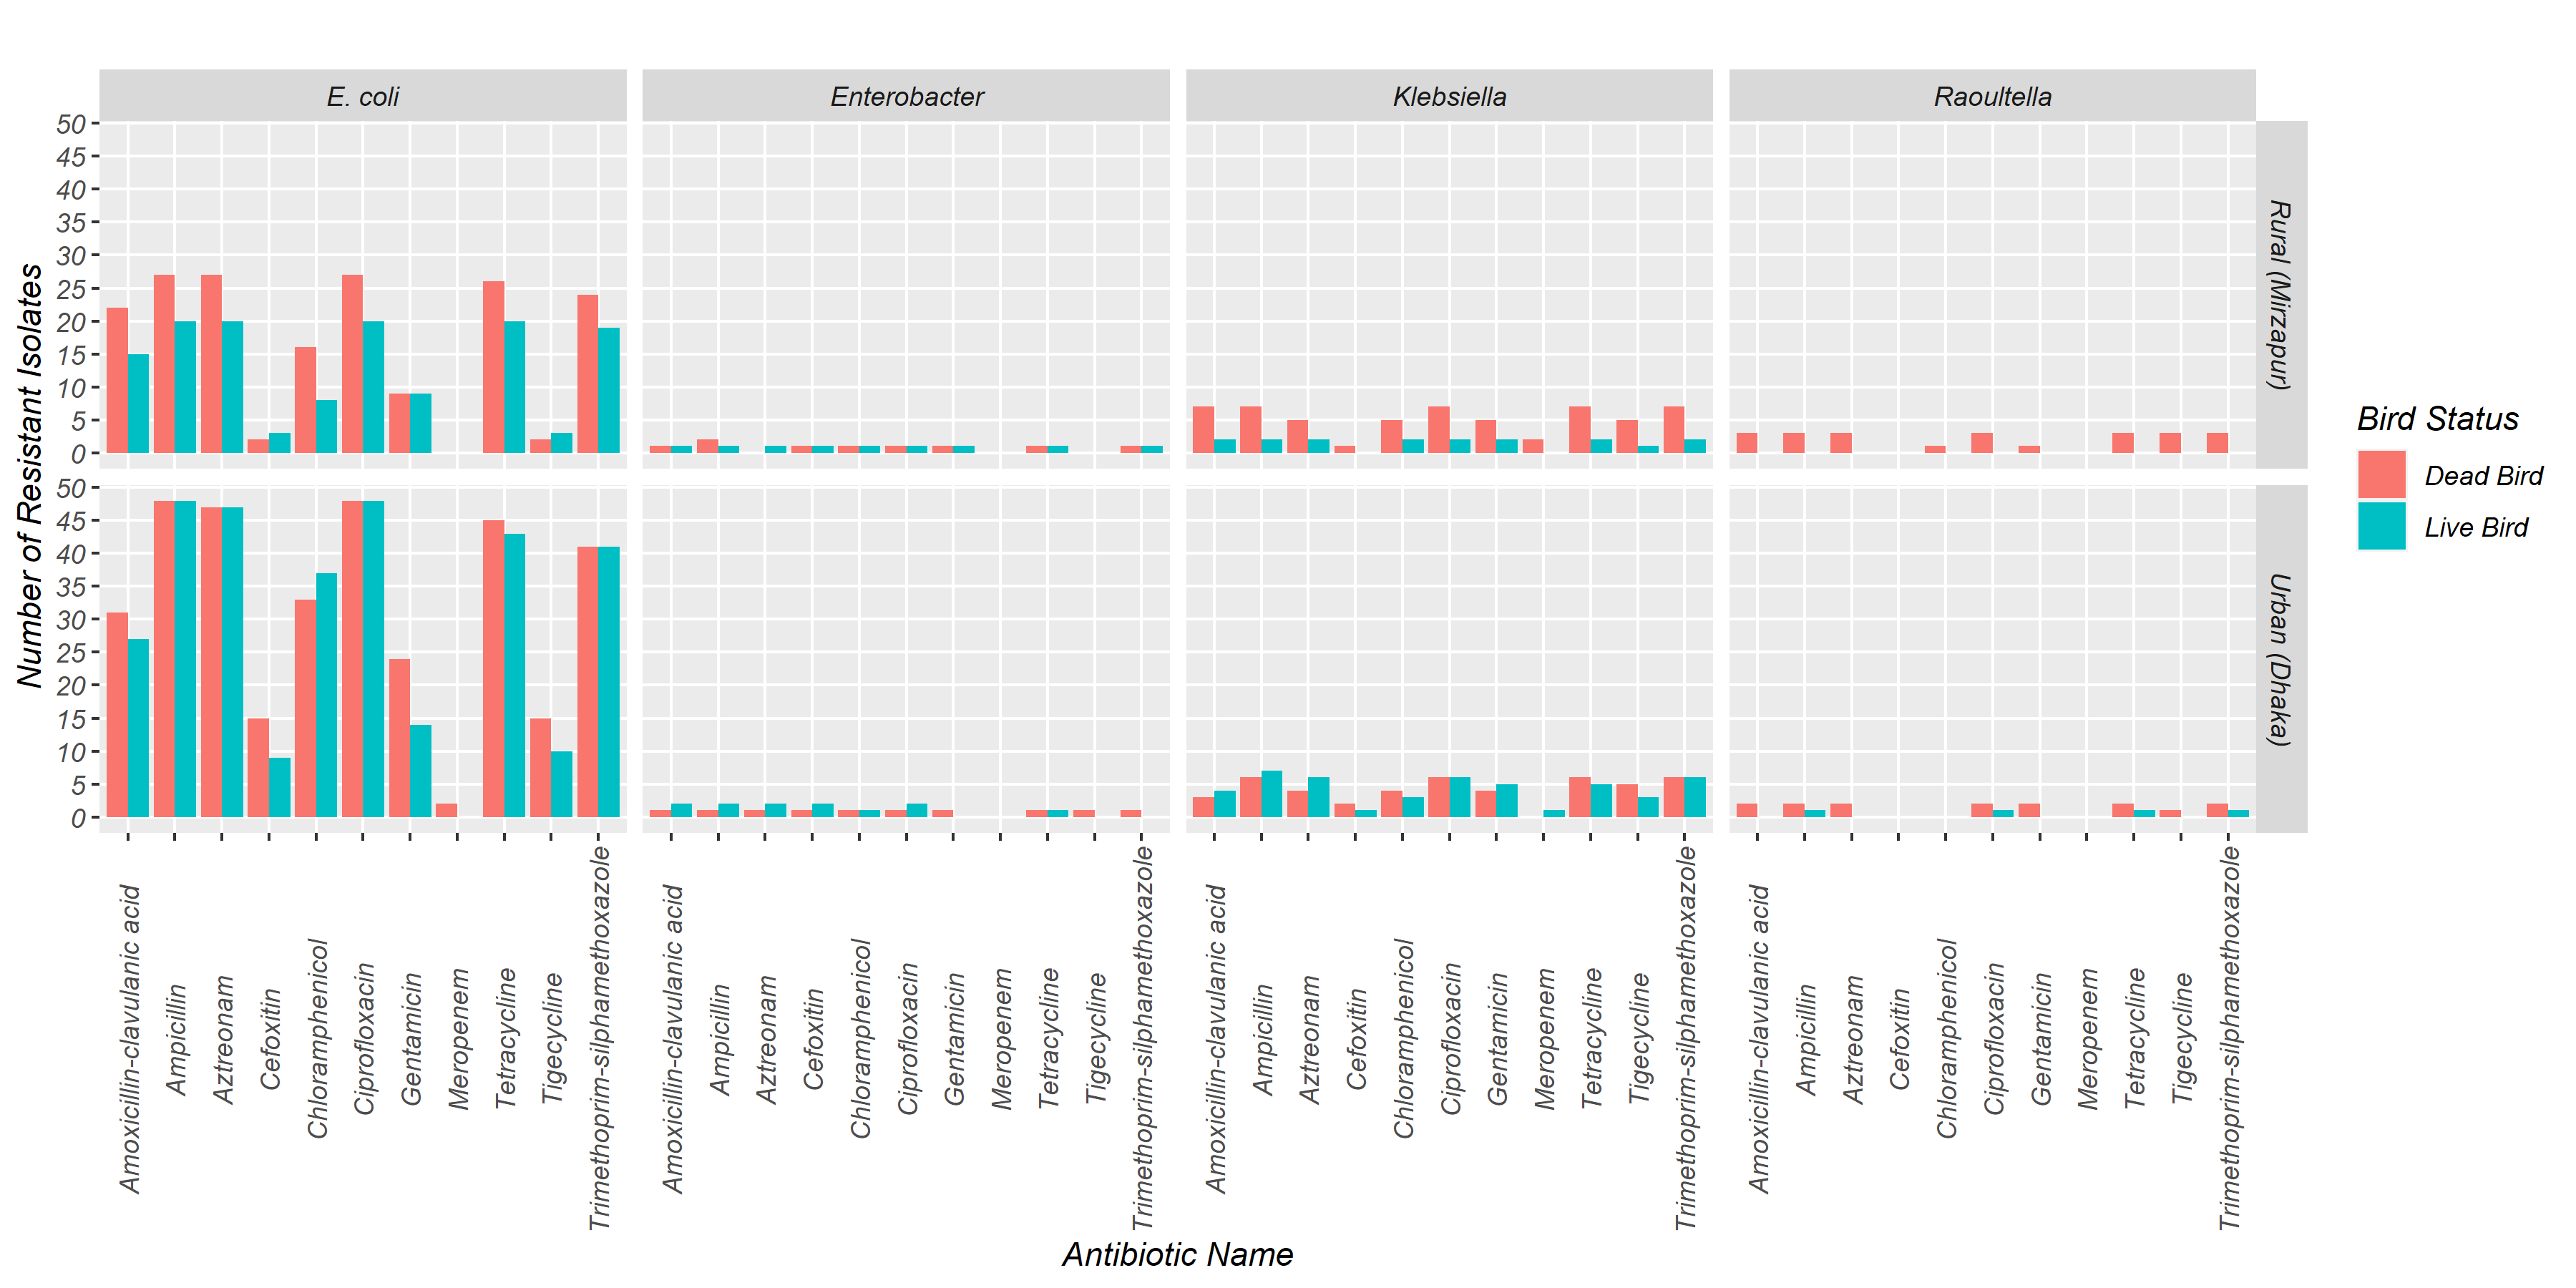 E. coli
Enterobacter
Klebsiella
Raoultella
Number of Resistant Isolates
50
45
40
35
30
25
20
15
10
5
0
Rural (Mirzapur)
50
45
40
35
30
25
20
15
10
5
0
Urban (Dhaka)
Amoxicillin-clavulanic acid
Ampicillin
Aztreonam
Cefoxitin
Chloramphenicol
Ciprofloxacin
Gentamicin
Meropenem
Tetracycline
Tigecycline
Trimethoprim-silphamethoxazole
Amoxicillin-clavulanic acid
Ampicillin
Aztreonam
Cefoxitin
Chloramphenicol
Ciprofloxacin
Gentamicin
Meropenem
Tetracycline
Tigecycline
Trimethoprim-silphamethoxazole
Amoxicillin-clavulanic acid
Ampicillin
Aztreonam
Cefoxitin
Chloramphenicol
Ciprofloxacin
Gentamicin
Meropenem
Tetracycline
Tigecycline
Trimethoprim-silphamethoxazole
Amoxicillin-clavulanic acid
Ampicillin
Aztreonam
Cefoxitin
Chloramphenicol
Ciprofloxacin
Gentamicin
Meropenem
Tetracycline
Tigecycline
Trimethoprim-silphamethoxazole
Antibiotic Name
Bird Status
Dead Bird
Live Bird